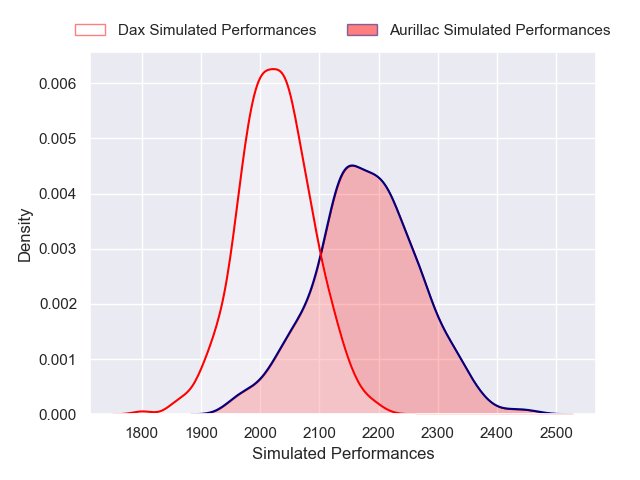 Dax Simulated Performances
Aurillac Simulated Performances
0.006
0.005
0.004
0.003
0.002
0.001
0.000
Density
1800 1900 2000 2100 2200 2300 2400 2500
Simulated Performances